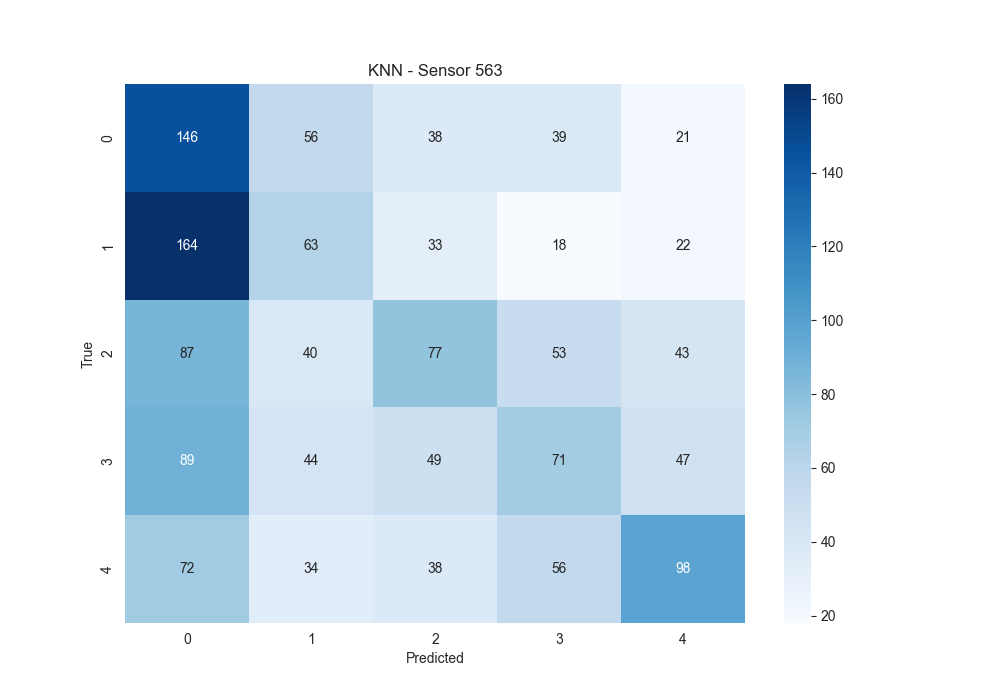 KNN - Sensor 563
0 146 56 38 39 21
1 164 63 33 18 22
2 87 40 77 53 43
3 89 44 49 71 47
4 72 34 38 56 98
0 1 2 3 4
Predicted
True
160
140
120
100
80
60
40
20